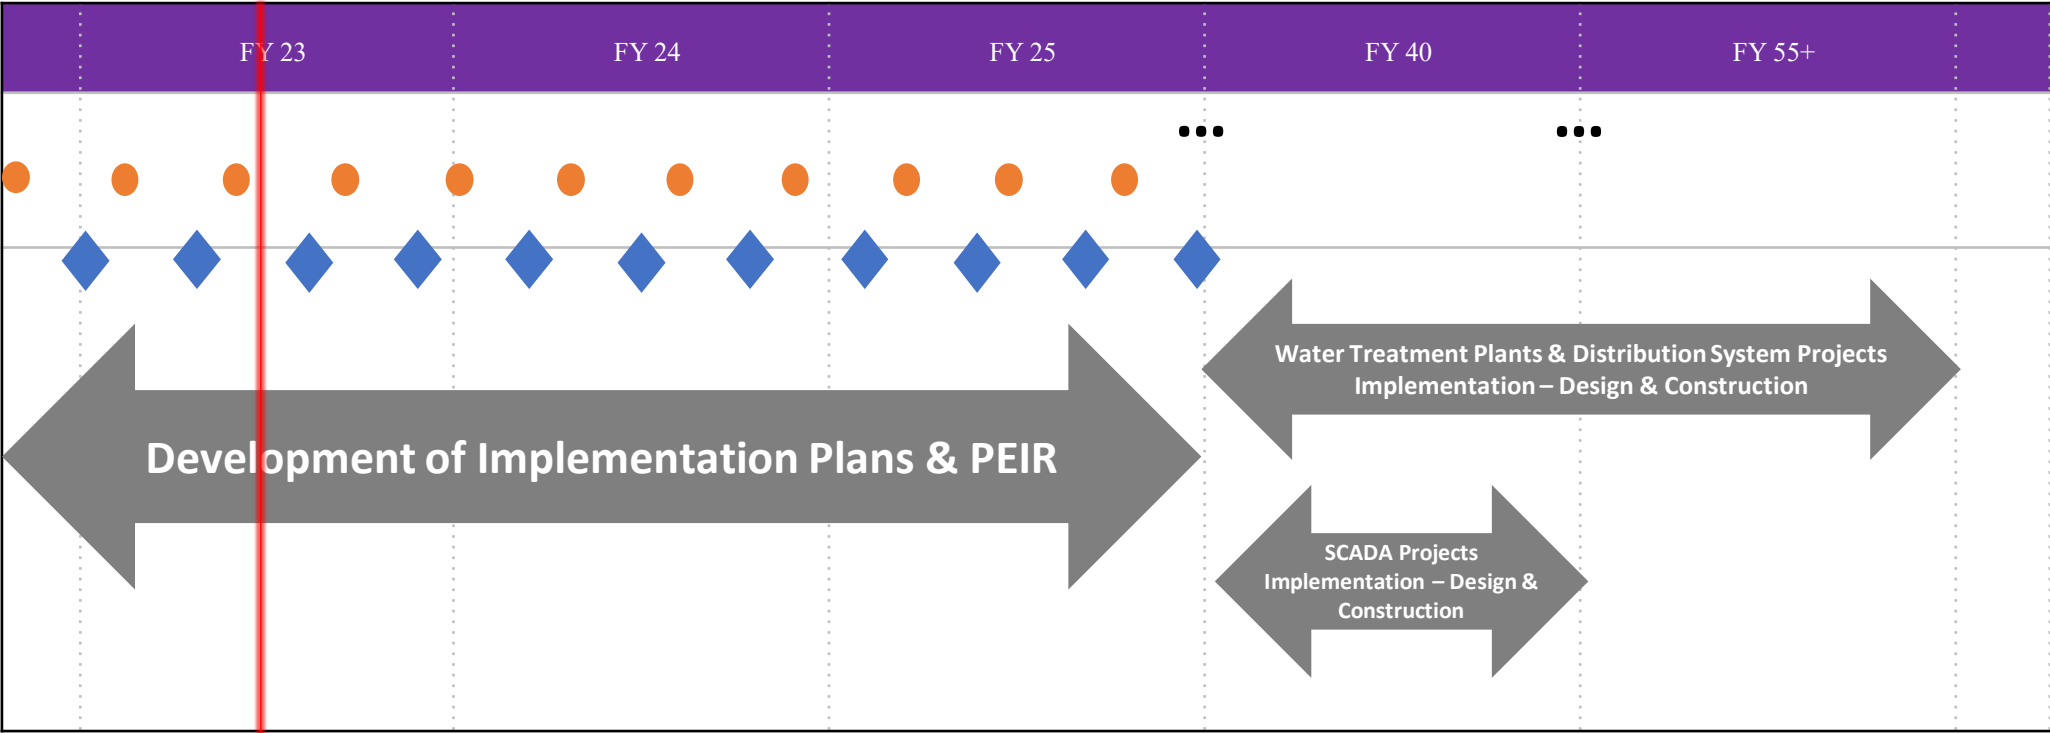 FY 23
FY 24
FY 25
FY 40
FY 55+
...
...
Water Treatment Plants & Distribution System Projects
Implementation – Design & Construction
Development of Implementation Plans & PEIR
SCADA Projects
Implementation – Design &
Construction